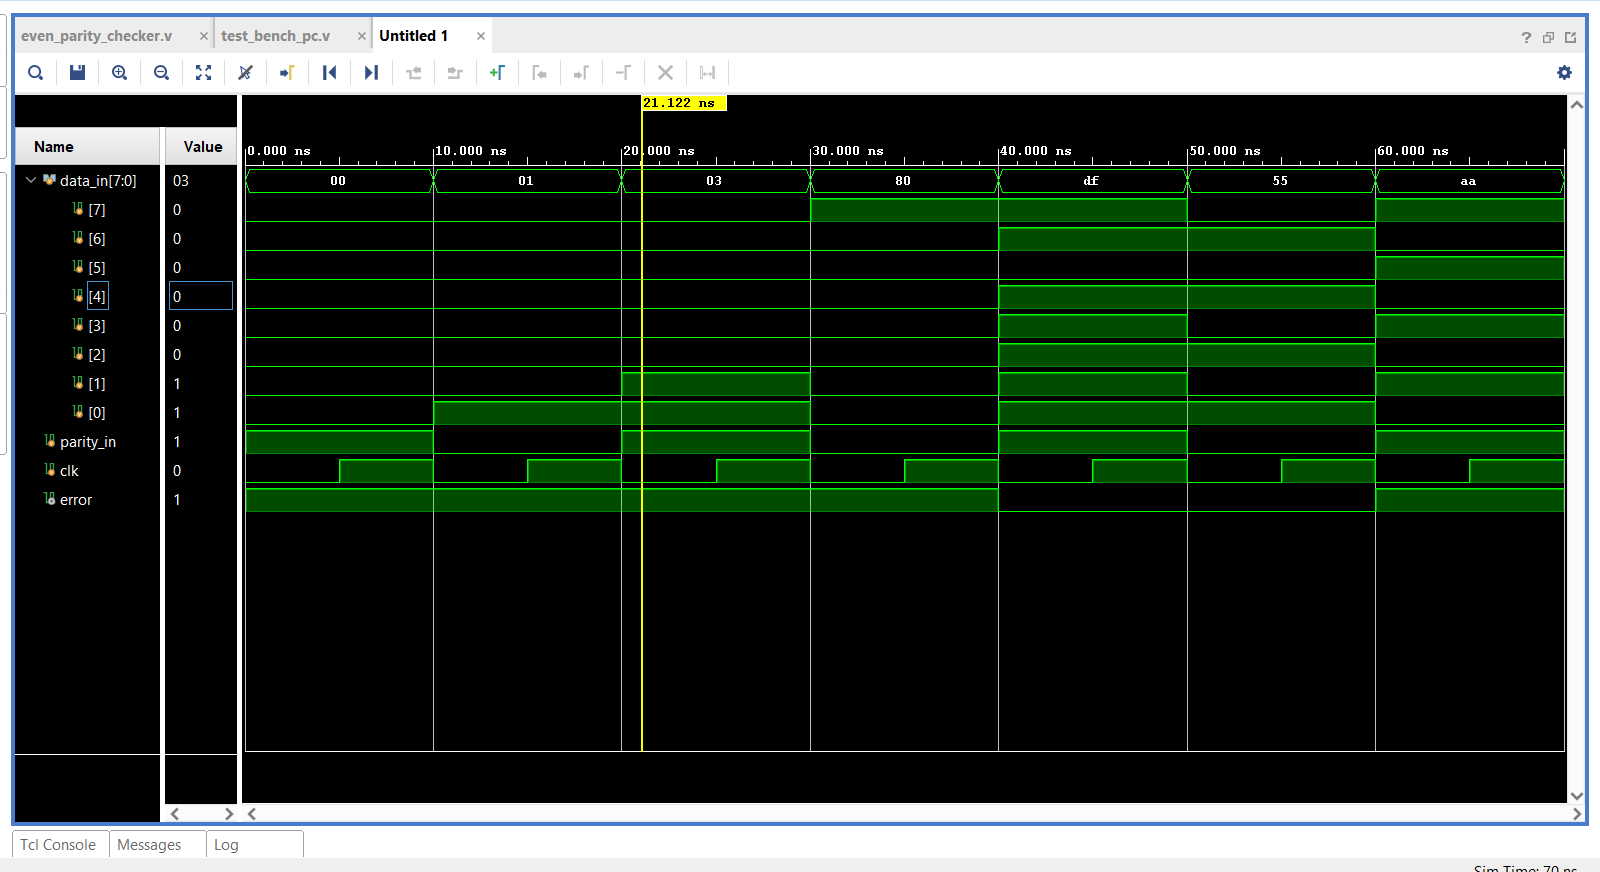 even_parity_checker.v × test_bench_pc.v × Untitled 1 ×
?
21.122 ns
Name Value
0.000 ns 10.000 ns 20.000 ns 30.000 ns 40.000 ns 50.000 ns 60.000 ns
data_in[7:0] 03 00 01 03 80 df 55 aa
[7] 0
[6] 0
[5] 0
[4] 0
[3] 0
[2] 0
[1] 1
[0] 1
parity_in 1
clk 0
error 1
Tcl Console Messages Log
Sim Time: 70 ns